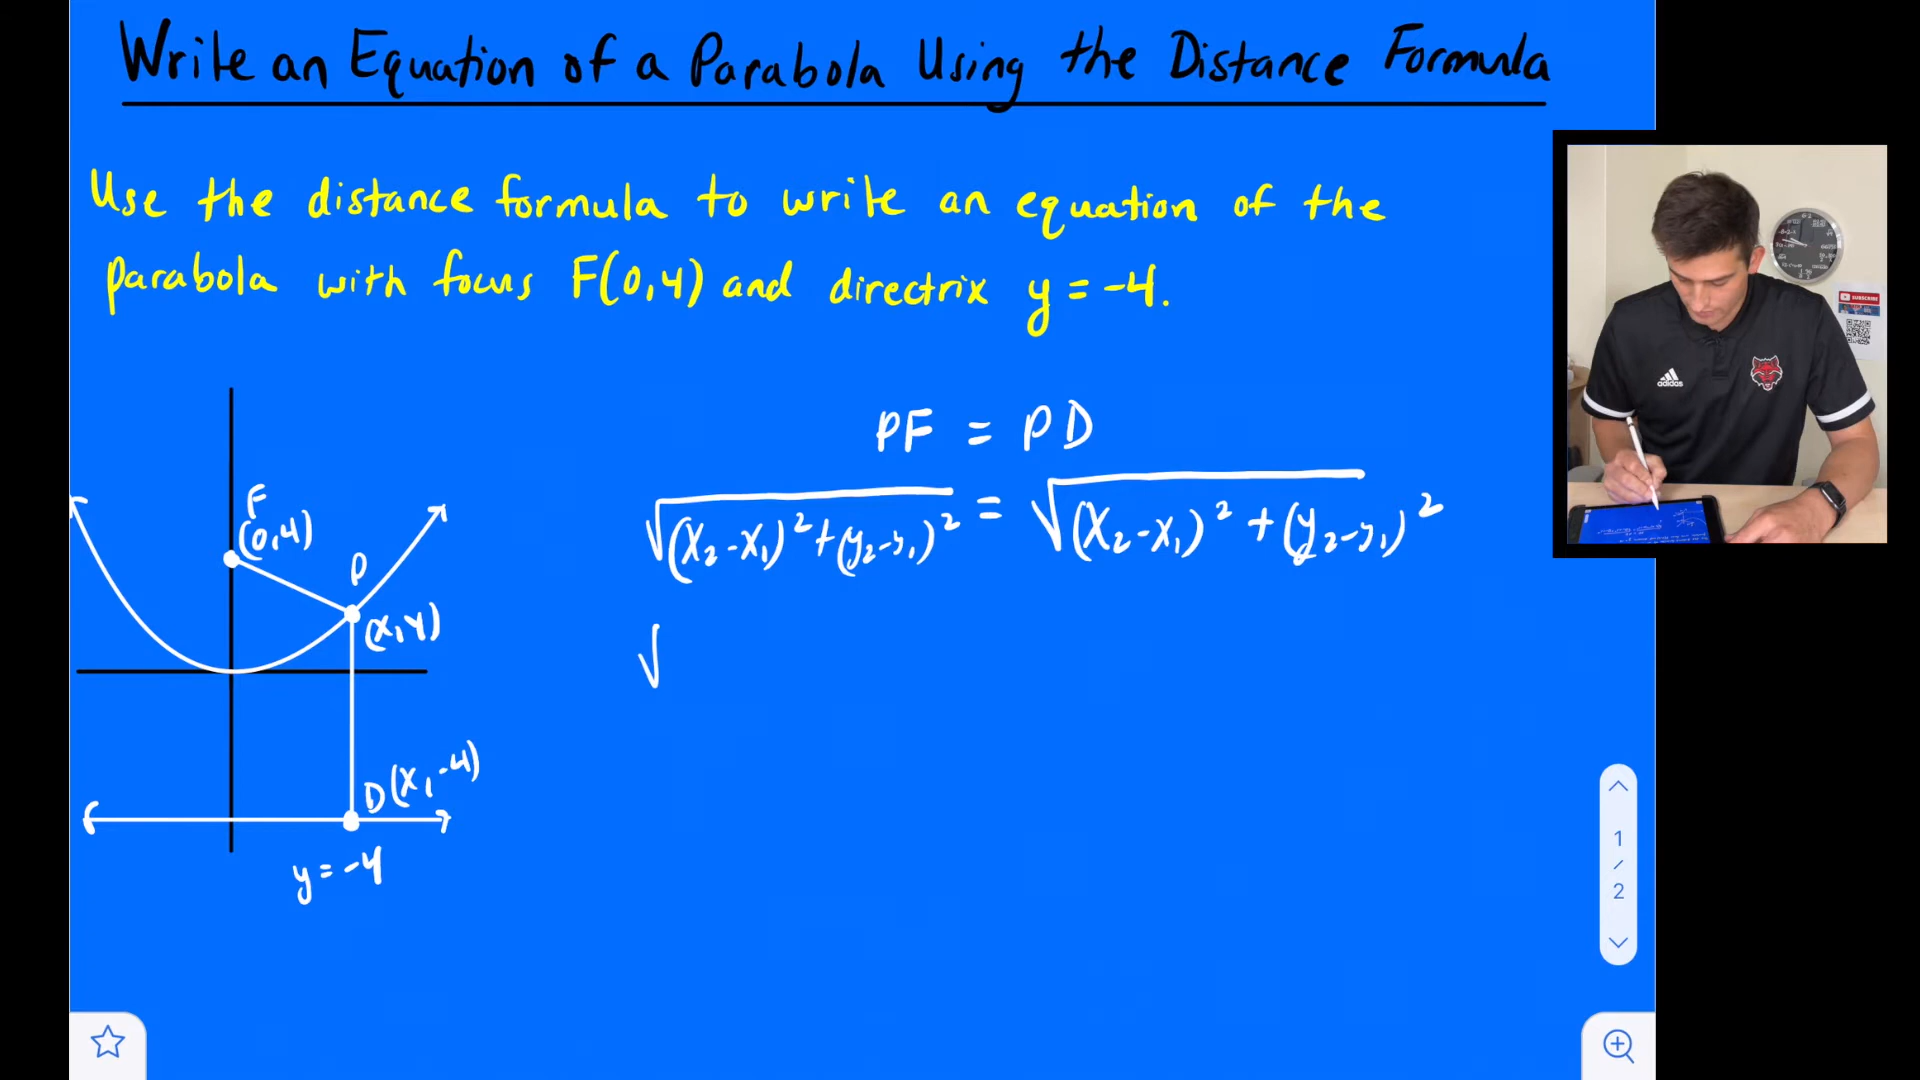 Write an Equation of a Parabola Using the Distance Formula
Use the distance formula to write an equation of the
parabola with focus F(0,4) and directrix y = -4.
PF = PD
√(x₂-x₁)²+(y₂-y₁)² = √(x₂-x₁)²+(y₂-y₁)²
√
F
(0,4)
P
(x,y)
D(x,-4)
y=-4
adidas
SUBSCRIBE
1
/
2